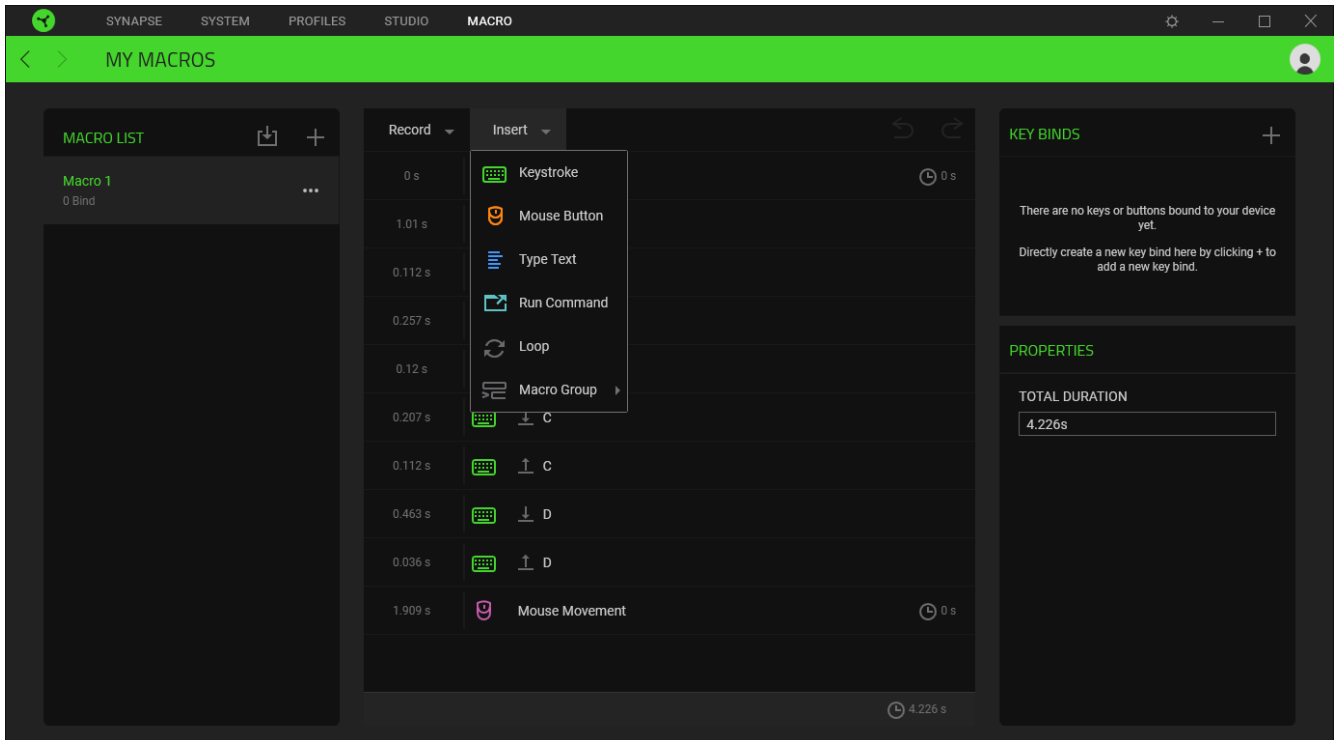 SYNAPSE SYSTEM PROFILES STUDIO MACRO
MY MACROS
MACRO LIST
Macro 1
0 Bind
Record Insert
0 s
0 s
1.01 s
0.112 s
0.257 s
0.12 s
Keystroke
Mouse Button
Type Text
Run Command
Loop
Macro Group
0.207 s C
0.112 s C
0.463 s D
0.036 s D
1.909 s Mouse Movement 0 s
4.226 s
KEY BINDS
There are no keys or buttons bound to your device
yet.
Directly create a new key bind here by clicking + to
add a new key bind.
PROPERTIES
TOTAL DURATION
4.226s